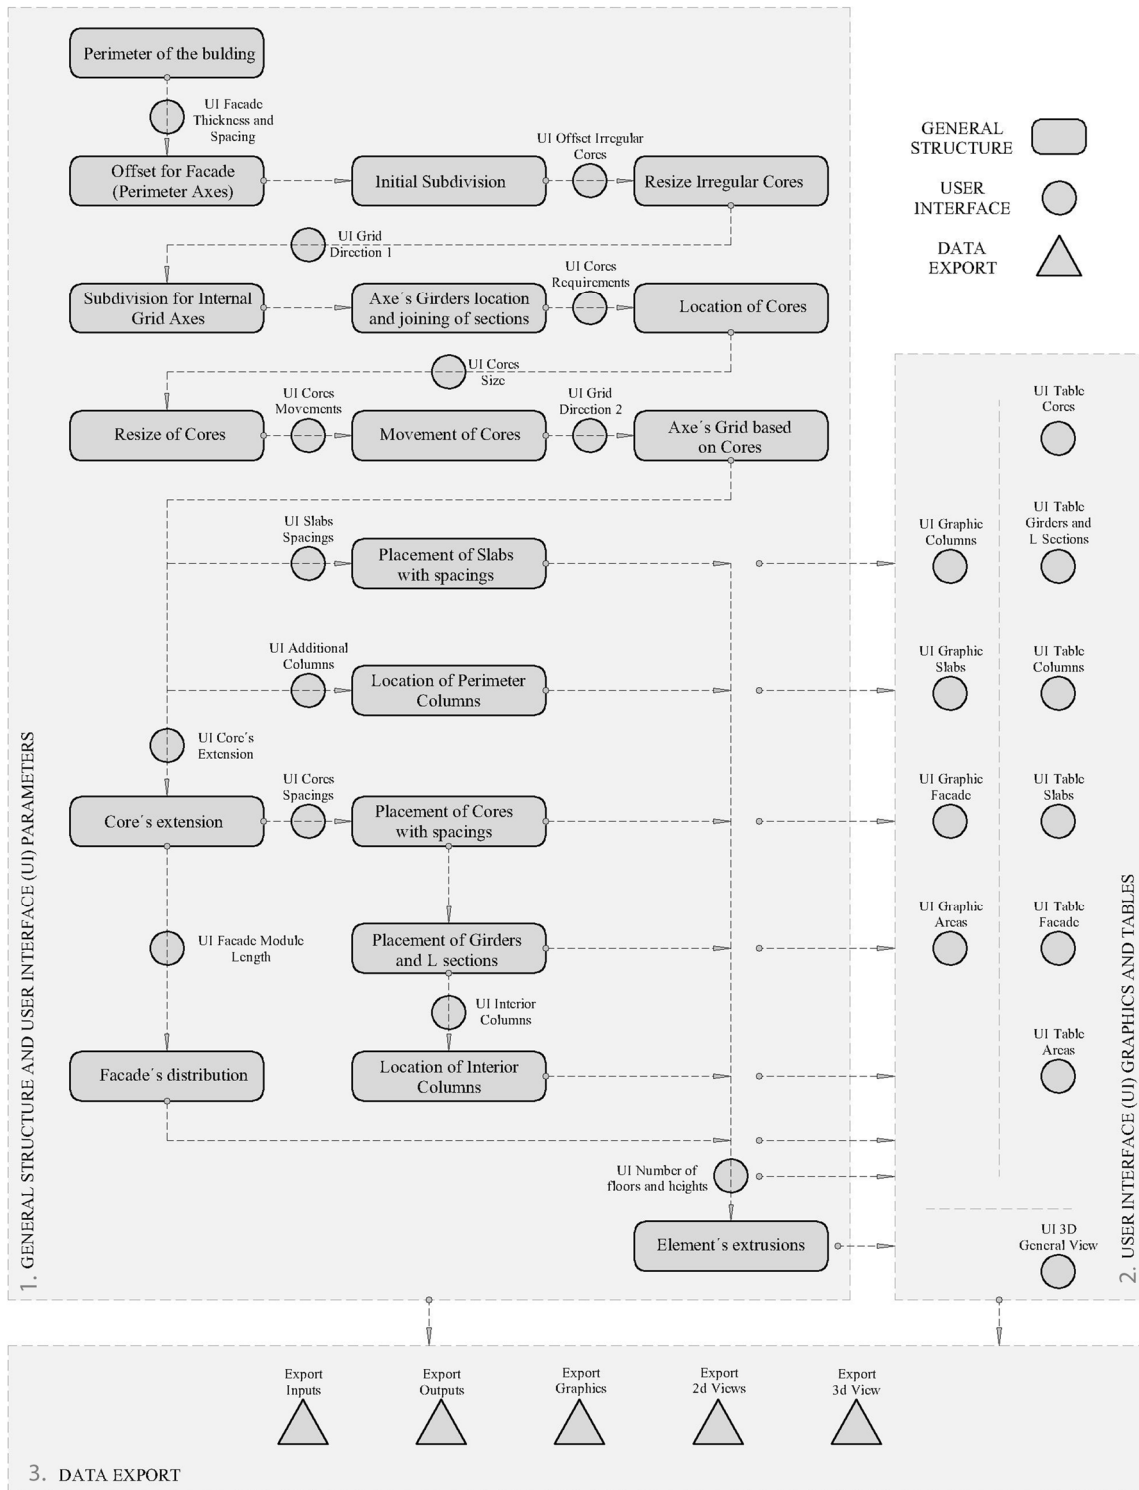 Perimeter of the bulding
UI Facade
Thickness and
Spacing
Offset for Facade
(Perimeter Axes)
Initial Subdivision
UI Offset Irregular
Cores
Resize Irregular Cores
GENERAL
STRUCTURE
USER
INTERFACE
DATA
EXPORT
UI Grid
Direction 1
Subdivision for Internal
Grid Axes
Axe´s Girders location
and joining of sections
UI Cores
Requirements
Location of Cores
UI Cores
Size
Resize of Cores
UI Cores
Movements
Movement of Cores
UI Grid
Direction 2
Axe´s Grid based
on Cores
UI Slabs
Spacings
Placement of Slabs
with spacings
UI Additional
Columns
Location of Perimeter
Columns
UI Core´s
Extension
Core´s extension
UI Cores
Spacings
Placement of Cores
with spacings
Placement of Girders
and L sections
UI Facade Module
Length
UI Interior
Columns
Facade´s distribution
Location of Interior
Columns
UI Number of
floors and heights
Element´s extrusions
1. GENERAL STRUCTURE AND USER INTERFACE (UI) PARAMETERS
UI Table
Cores
UI Graphic
Columns
UI Table
Girders and
L Sections
UI Graphic
Slabs
UI Table
Columns
UI Graphic
Facade
UI Table
Slabs
UI Graphic
Areas
UI Table
Facade
UI Table
Areas
UI 3D
General View
2. USER INTERFACE (UI) GRAPHICS AND TABLES
Export
Inputs
Export
Outputs
Export
Graphics
Export
2d Views
Export
3d View
3. DATA EXPORT